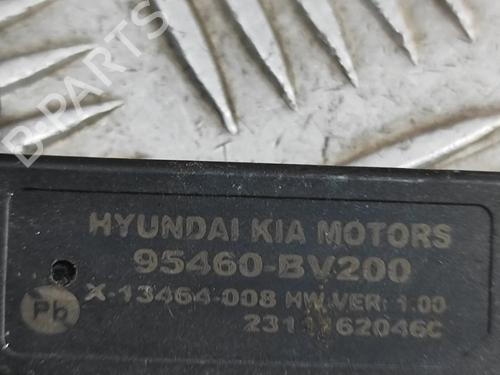 B-PARTS
HYUNDAI KIA MOTORS
95460-BV200
X-13464-008 HW.VER: 1.00
Pb